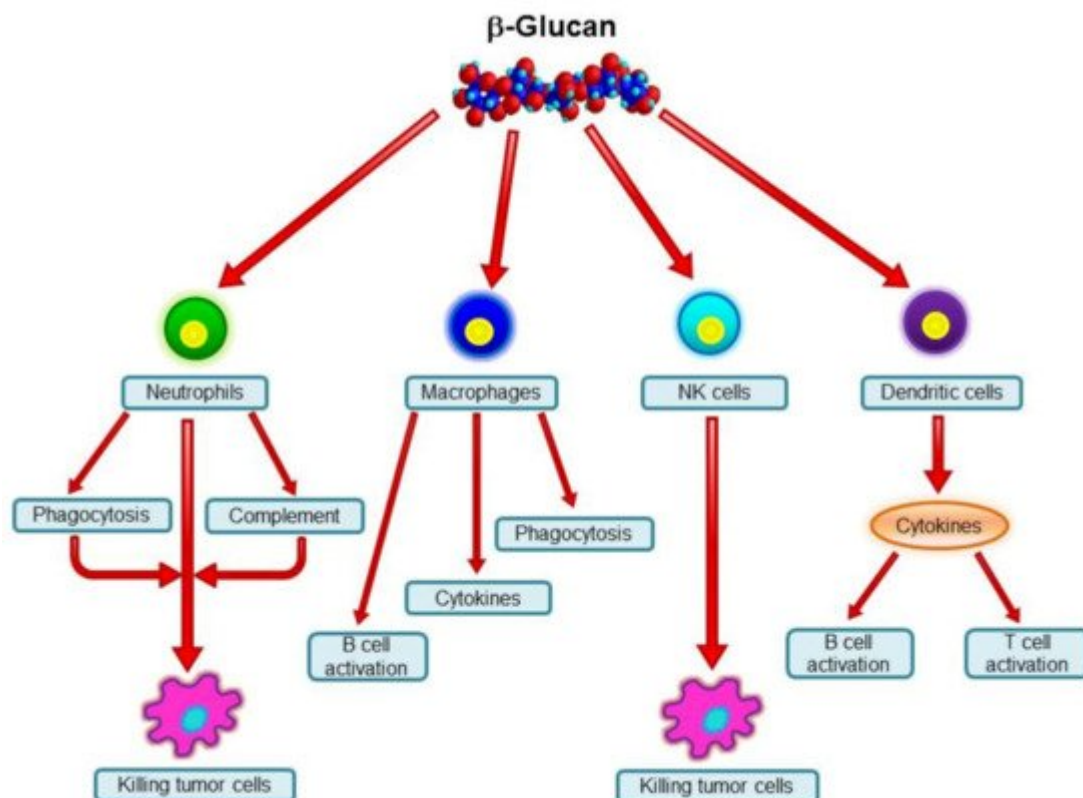 β-Glucan
Neutrophils
Macrophages
NK cells
Dendritic cells
Phagocytosis
Complement
Phagocytosis
Cytokines
Cytokines
B cell
activation
B cell
activation
T cell
activation
Killing tumor cells
Killing tumor cells